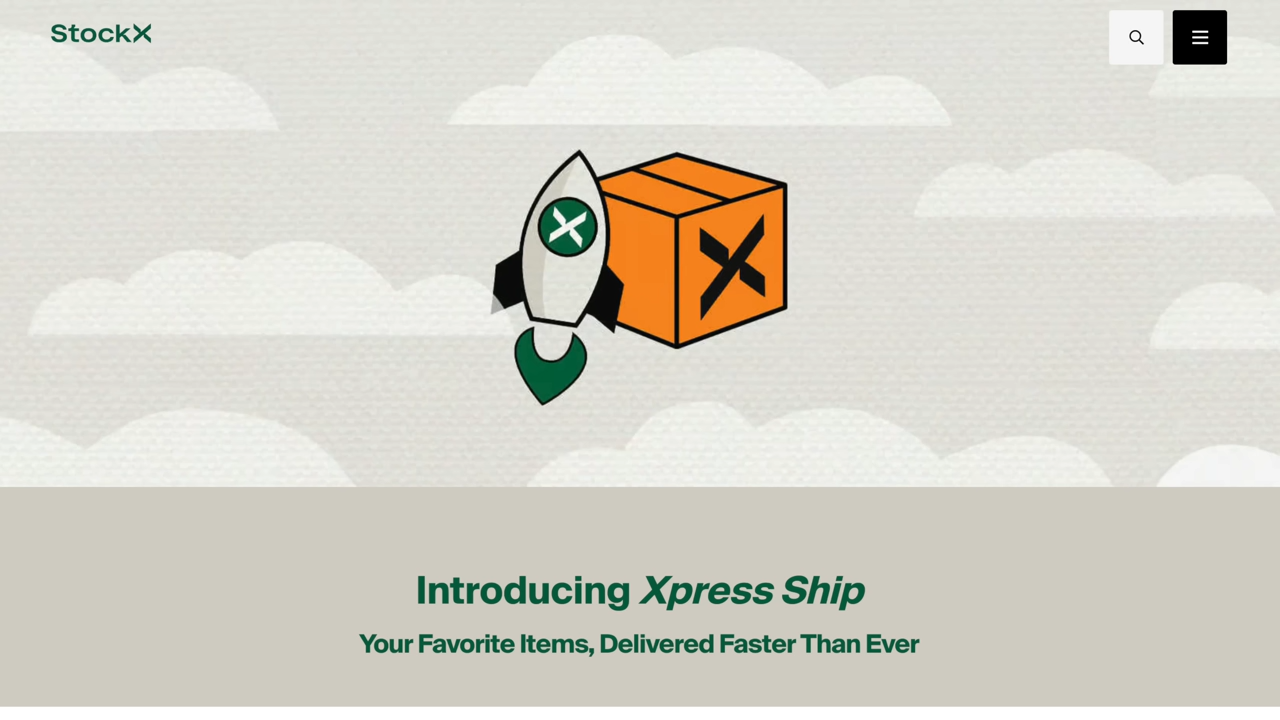 StockX
X
X
Introducing Xpress Ship
Your Favorite Items, Delivered Faster Than Ever